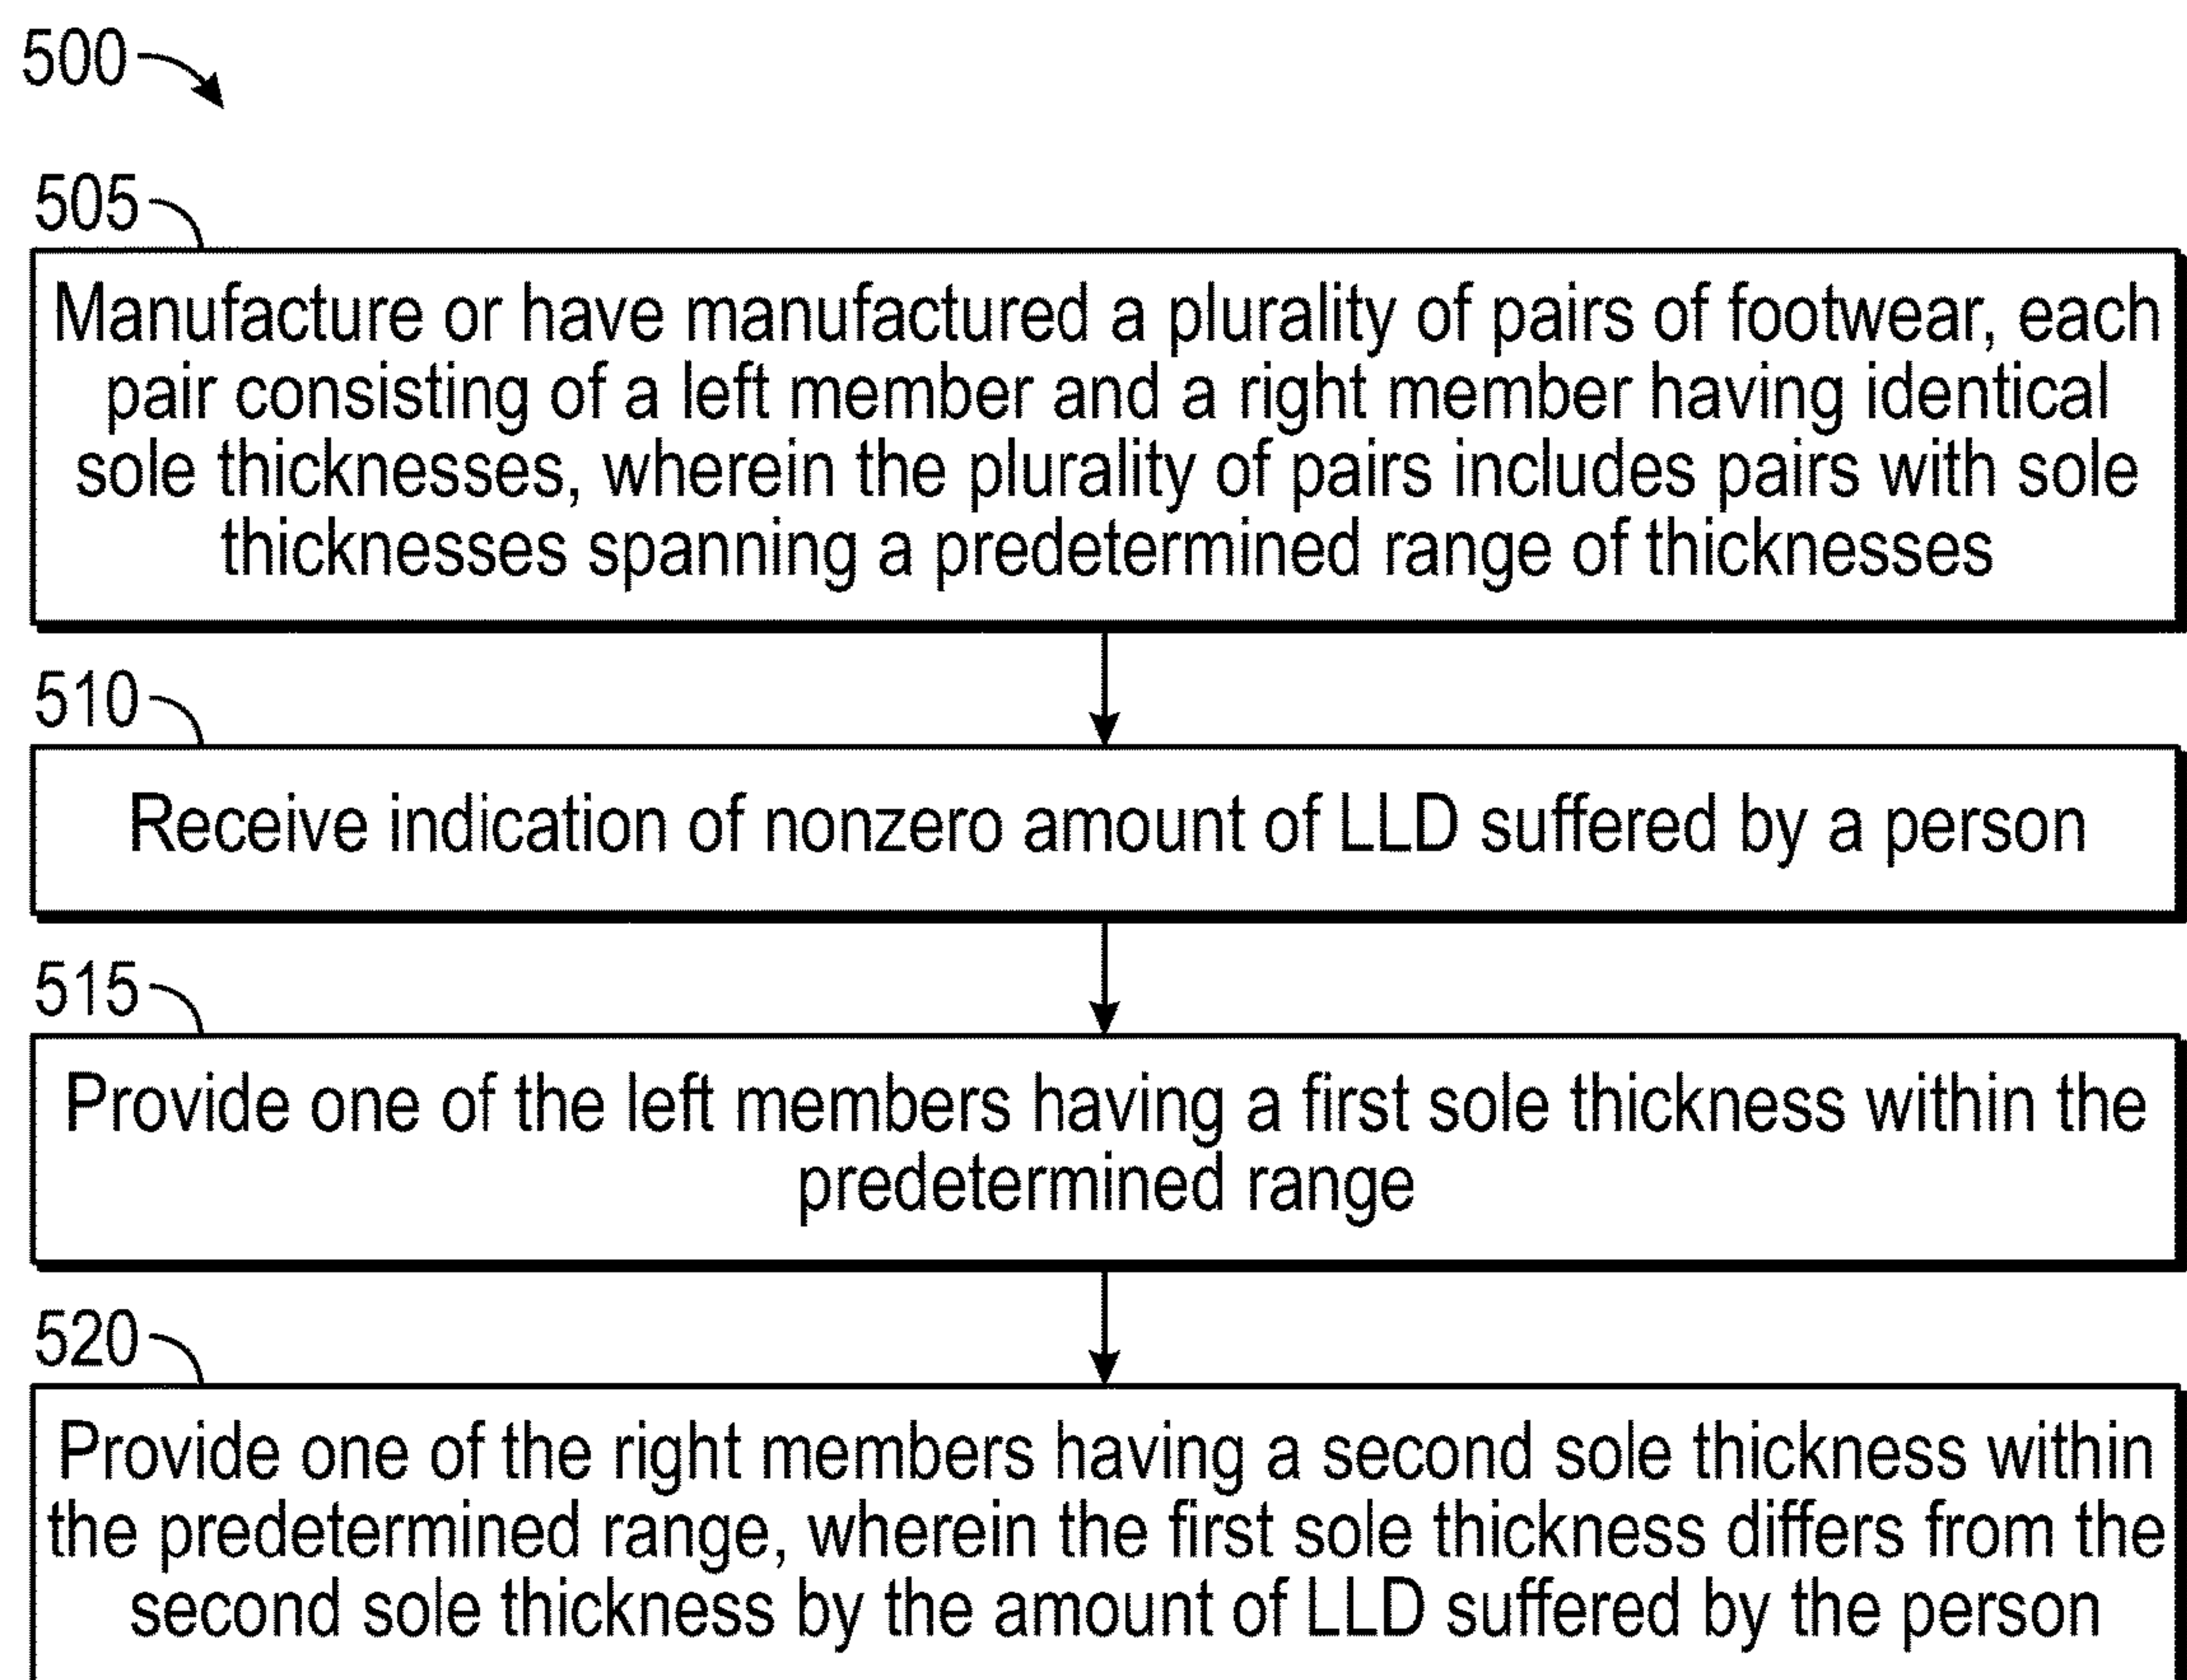 500
505
Manufacture or have manufactured a plurality of pairs of footwear, each
pair consisting of a left member and a right member having identical
sole thicknesses, wherein the plurality of pairs includes pairs with sole
thicknesses spanning a predetermined range of thicknesses
510
Receive indication of nonzero amount of LLD suffered by a person
515
Provide one of the left members having a first sole thickness within the
predetermined range
520
Provide one of the right members having a second sole thickness within
the predetermined range, wherein the first sole thickness differs from the
second sole thickness by the amount of LLD suffered by the person